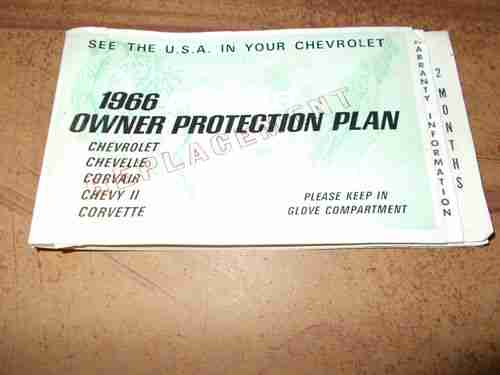 SEE THE U.S.A. IN YOUR CHEVROLET
1966
OWNER PROTECTION PLAN
REPLACEMENT
CHEVROLET
CHEVELLE
CORVAIR
CHEVY II
CORVETTE
PLEASE KEEP IN
GLOVE COMPARTMENT
WARRANTY INFORMATION
2 MONTHS